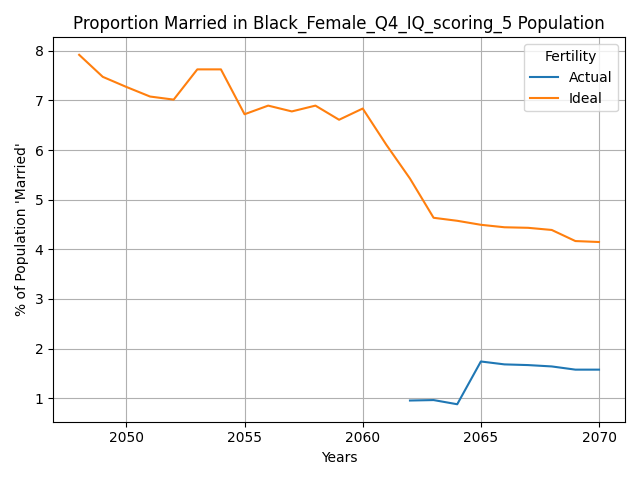 Proportion Married in Black_Female_Q4_IQ_scoring_5 Population
% of Population 'Married'
8
7
6
5
4
3
2
1
Fertility
Actual
Ideal
2050 2055 2060 2065 2070
Years